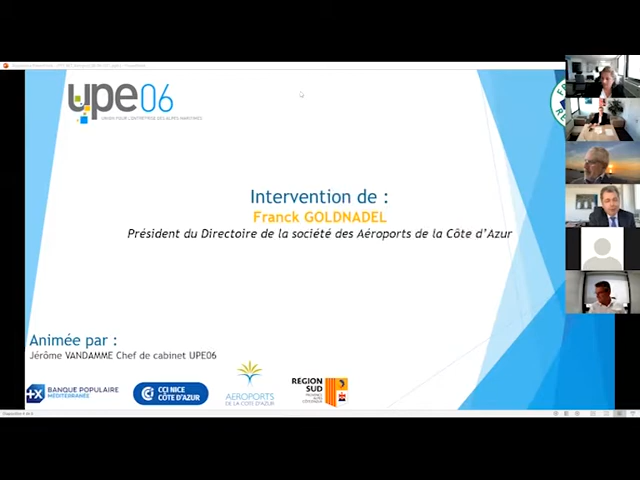 upe06
UNION POUR L'ENTREPRISE DES ALPES-MARITIMES
Intervention de :
Franck GOLDNADEL
Président du Directoire de la société des Aéroports de la Côte d'Azur
Animée par :
Jérôme VANDAMME Chef de cabinet UPE06
BANQUE POPULAIRE
MÉDITERRANÉE
CCI NICE
CÔTE D'AZUR
AEROPORTS
DE LA CÔTE D'AZUR
REGION
SUD